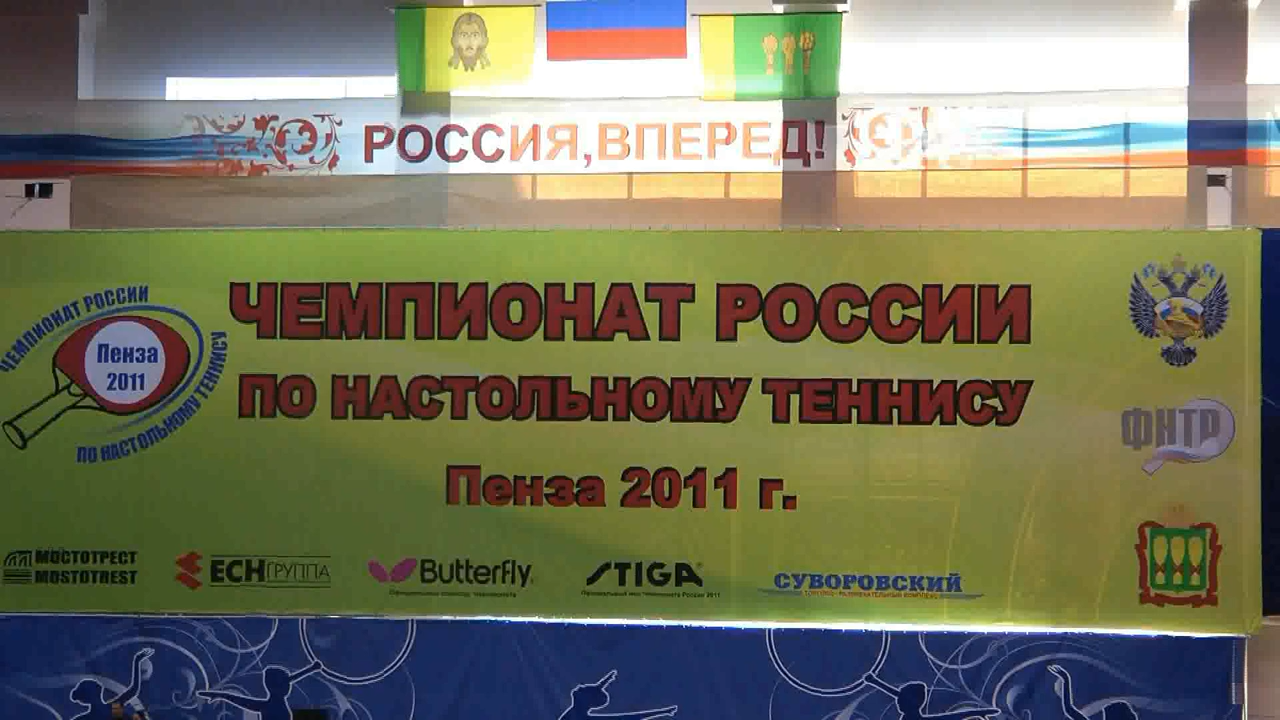 РОССИЯ,ВПЕРЕД!
ЧЕМПИОНАТ РОССИИ
ПО НАСТОЛЬНОМУ ТЕННИСУ
Пенза 2011 г.
ЧЕМПИОНАТ РОССИИ
Пенза
2011
ПО НАСТОЛЬНОМУ ТЕННИСУ
ФНТР
МОСТОТРЕСТ
MOSTOTREST
ЕСН ГРУППА
Butterfly
STIGA
СУВОРОВСКИЙ